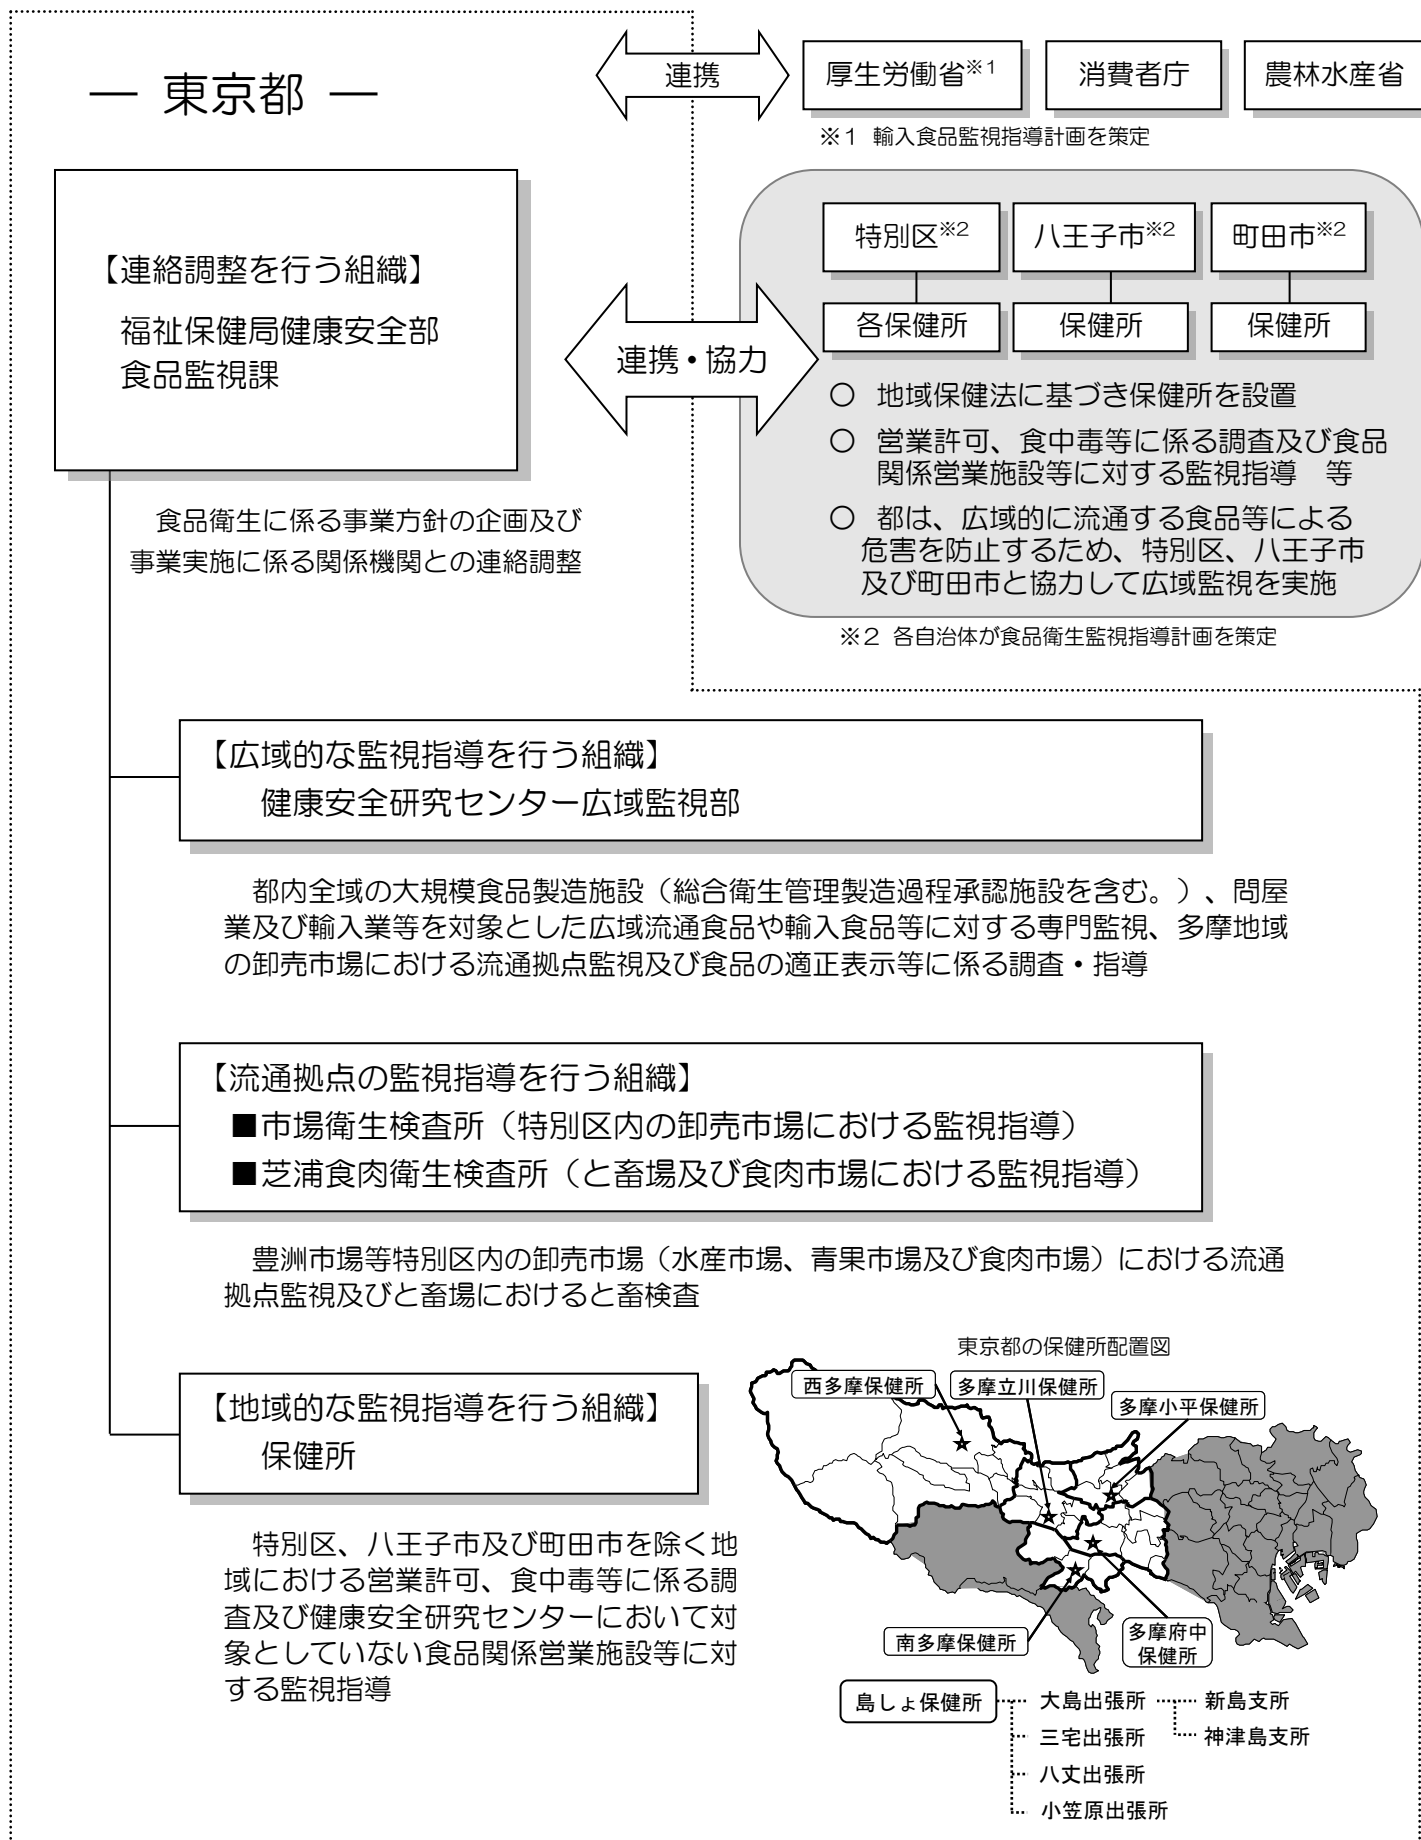 ― 東京都 ―
連携
厚生労働省※1
消費者庁
農林水産省
※1 輸入食品監視指導計画を策定
【連絡調整を行う組織】
福祉保健局健康安全部
食品監視課
食品衛生に係る事業方針の企画及び
事業実施に係る関係機関との連絡調整
連携・協力
特別区※2
八王子市※2
町田市※2
各保健所
保健所
保健所
○ 地域保健法に基づき保健所を設置
○ 営業許可、食中毒等に係る調査及び食品
関係営業施設等に対する監視指導　等
○ 都は、広域的に流通する食品等による
危害を防止するため、特別区、八王子市
及び町田市と協力して広域監視を実施
※2 各自治体が食品衛生監視指導計画を策定
【広域的な監視指導を行う組織】
健康安全研究センター広域監視部
都内全域の大規模食品製造施設（総合衛生管理製造過程承認施設を含む。）、問屋
業及び輸入業等を対象とした広域流通食品や輸入食品等に対する専門監視、多摩地域
の卸売市場における流通拠点監視及び食品の適正表示等に係る調査・指導
【流通拠点の監視指導を行う組織】
■市場衛生検査所（特別区内の卸売市場における監視指導）
■芝浦食肉衛生検査所（と畜場及び食肉市場における監視指導）
豊洲市場等特別区内の卸売市場（水産市場、青果市場及び食肉市場）における流通
拠点監視及びと畜場におけると畜検査
【地域的な監視指導を行う組織】
保健所
特別区、八王子市及び町田市を除く地
域における営業許可、食中毒等に係る調
査及び健康安全研究センターにおいて対
象としていない食品関係営業施設等に対
する監視指導
東京都の保健所配置図
西多摩保健所
多摩立川保健所
多摩小平保健所
南多摩保健所
多摩府中
保健所
島しょ保健所
大島出張所
新島支所
神津島支所
三宅出張所
八丈出張所
小笠原出張所